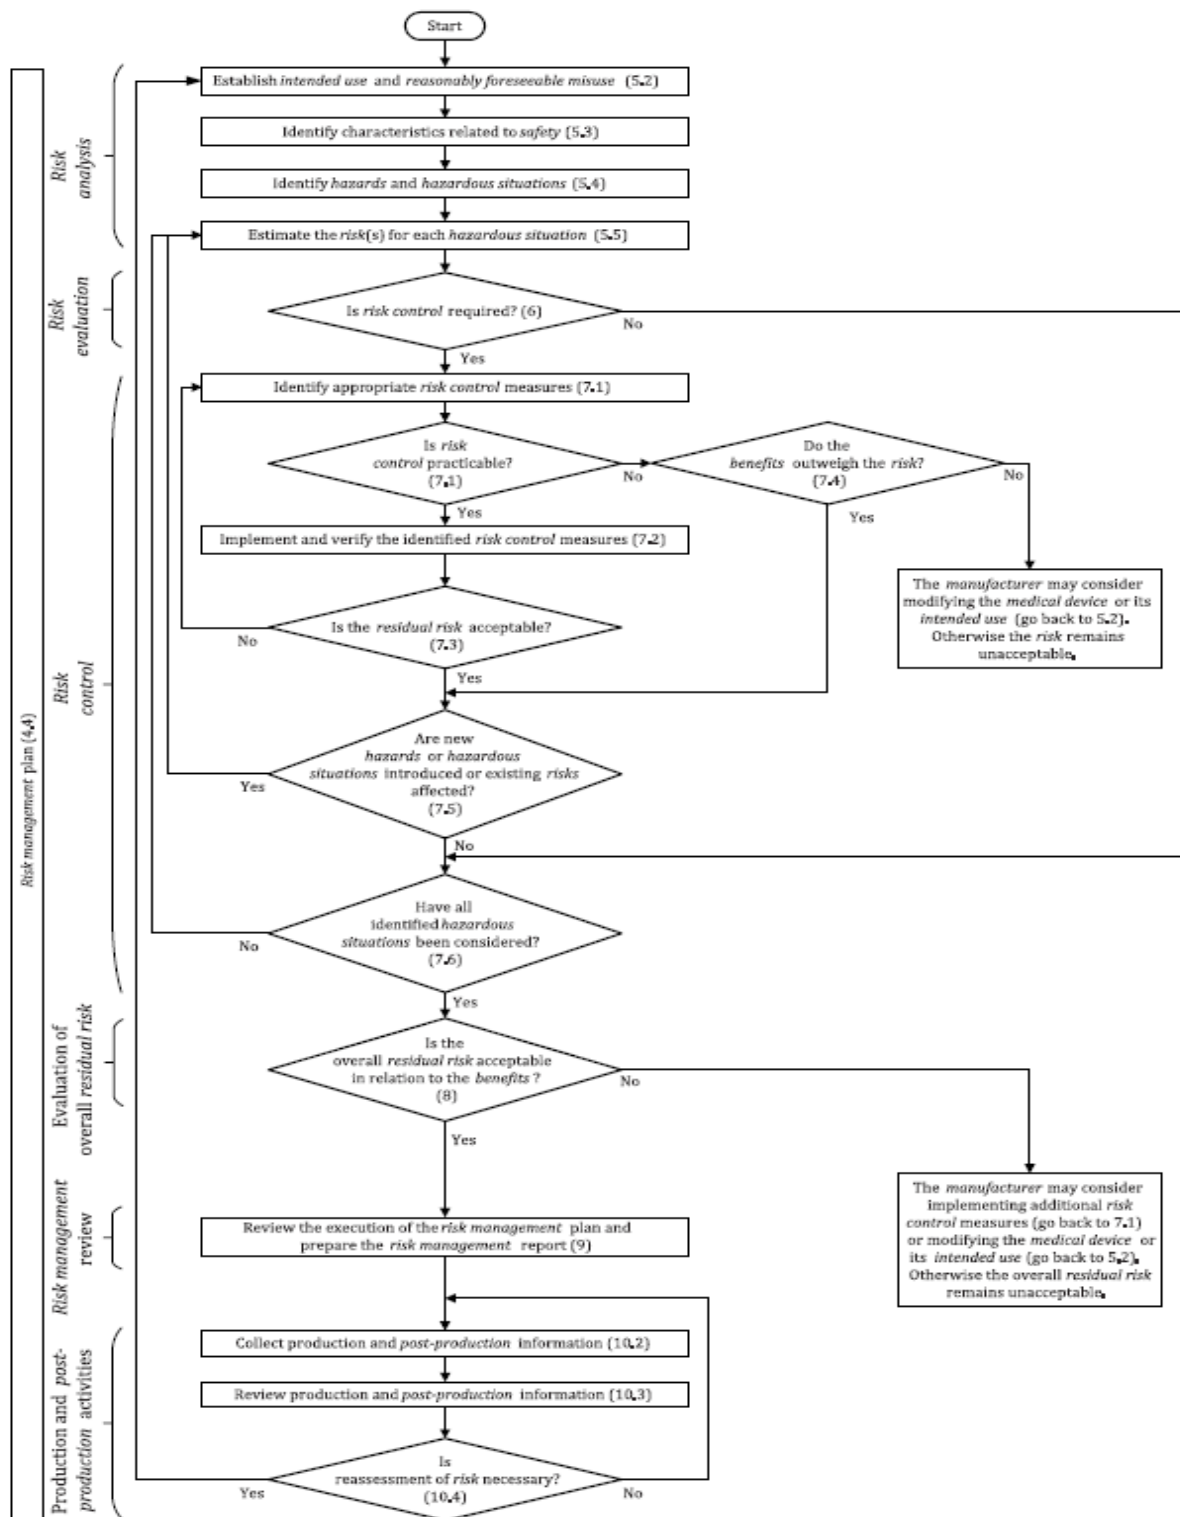 Start
Risk management plan (4.4)
Risk
analysis
Establish intended use and reasonably foreseeable misuse (5.2)
Identify characteristics related to safety (5.3)
Identify hazards and hazardous situations (5.4)
Estimate the risk(s) for each hazardous situation (5.5)
Risk
evaluation
Is risk control required? (6)
No
Yes
Risk
control
Identify appropriate risk control measures (7.1)
Is risk
control practicable?
(7.1)
No
Yes
Do the
benefits outweigh the risk?
(7.4)
No
Yes
Implement and verify the identified risk control measures (7.2)
The manufacturer may consider
modifying the medical device or its
intended use (go back to 5.2).
Otherwise the risk remains
unacceptable.
Is the residual risk acceptable?
(7.3)
No
Yes
Are new
hazards or hazardous
situations introduced or existing risks
affected?
(7.5)
Yes
No
Have all
identified hazardous
situations been considered?
(7.6)
No
Yes
Evaluation of
overall residual risk
Is the
overall residual risk acceptable
in relation to the benefits ?
(8)
No
Yes
Risk management
review
Review the execution of the risk management plan and
prepare the risk management report (9)
The manufacturer may consider
implementing additional risk
control measures (go back to 7.1)
or modifying the medical device or
its intended use (go back to 5.2).
Otherwise the overall residual risk
remains unacceptable.
Production and post-
production activities
Collect production and post-production information (10.2)
Review production and post-production information (10.3)
Is
reassessment of risk necessary?
(10.4)
Yes
No